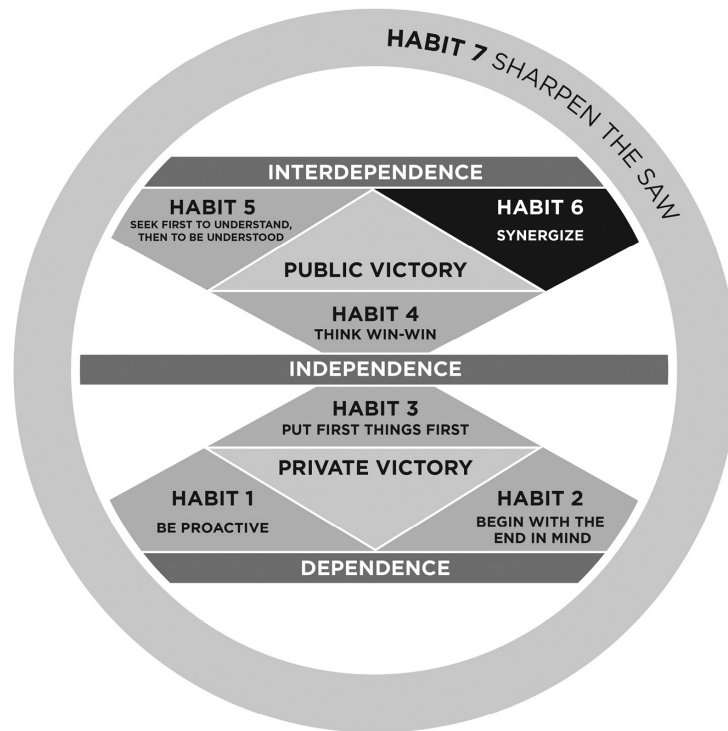 HABIT 7 SHARPEN THE SAW
INTERDEPENDENCE
HABIT 5
SEEK FIRST TO UNDERSTAND,
THEN TO BE UNDERSTOOD
HABIT 6
SYNERGIZE
PUBLIC VICTORY
HABIT 4
THINK WIN-WIN
INDEPENDENCE
HABIT 3
PUT FIRST THINGS FIRST
PRIVATE VICTORY
HABIT 1
BE PROACTIVE
HABIT 2
BEGIN WITH THE
END IN MIND
DEPENDENCE